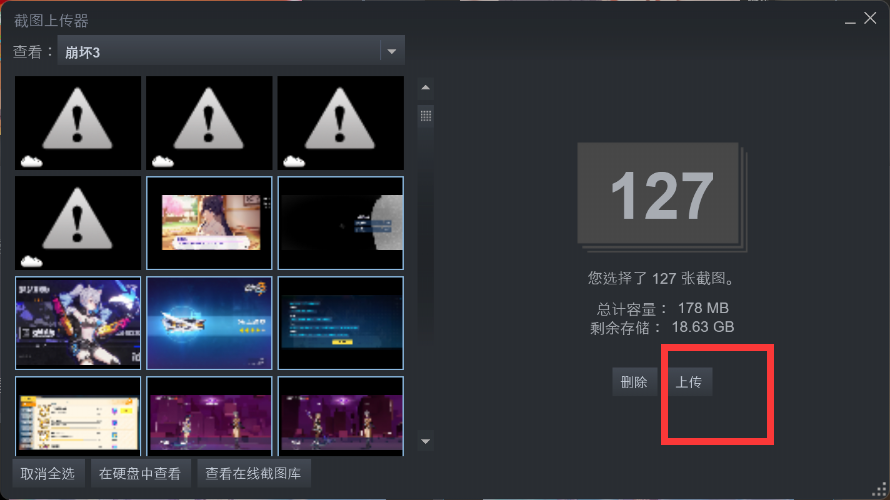 截图上传器
查看：
崩坏3
127
您选择了 127 张截图。
总计容量： 178 MB
剩余存储： 18.63 GB
删除
上传
取消全选
在硬盘中查看
查看在线截图库